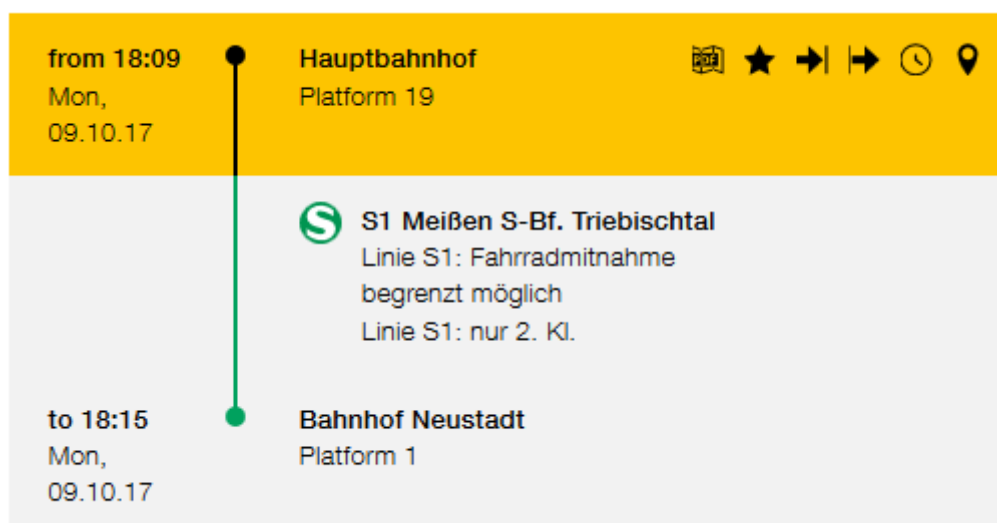 from 18:09 Hauptbahnhof
Mon, Platform 19
09.10.17
S S1 Meißen S-Bf. Triebischtal
Linie S1: Fahrradmitnahme
begrenzt möglich
Linie S1: nur 2. Kl.
to 18:15 Bahnhof Neustadt
Mon, Platform 1
09.10.17
PDF